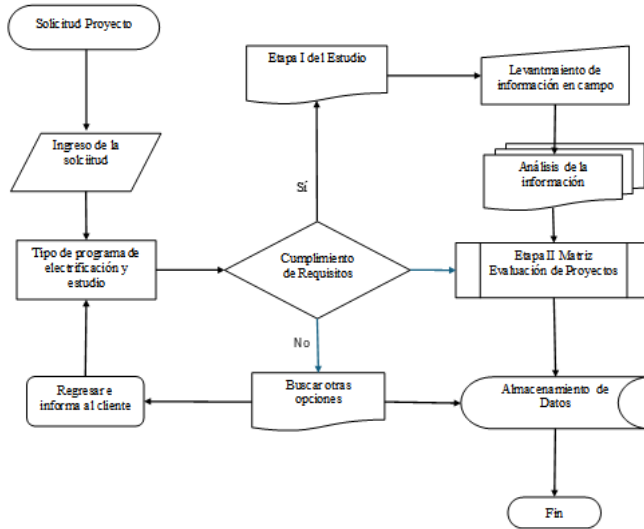 Solicitud Proyecto
Etapa I del Estudio
Levantmaiento de
información en campo
Ingreso de la
solciitud
Análisis de la
información
Sí
Tipo de programa de
electrificación y
estudio
Cumplimiento
de Requisitos
Etapa II Matriz
Evaluación de Proyectos
No
Regresar e
informa al cliente
Buscar otras
opciones
Almacenamiento de
Datos
Fin